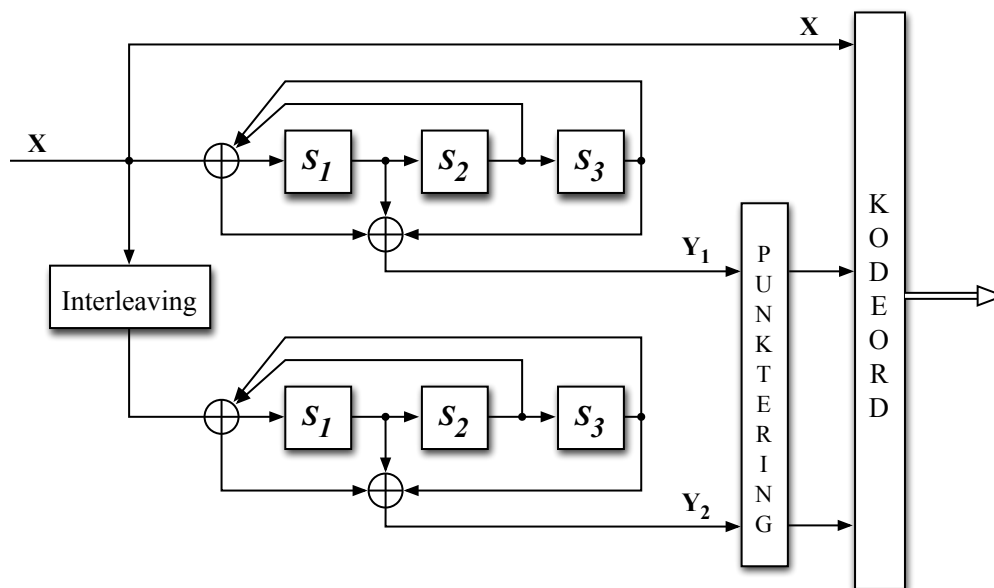 X
X
S1 S2 S3
Y1
Interleaving
S1 S2 S3
Y2
PUNKTERING
KODEORD